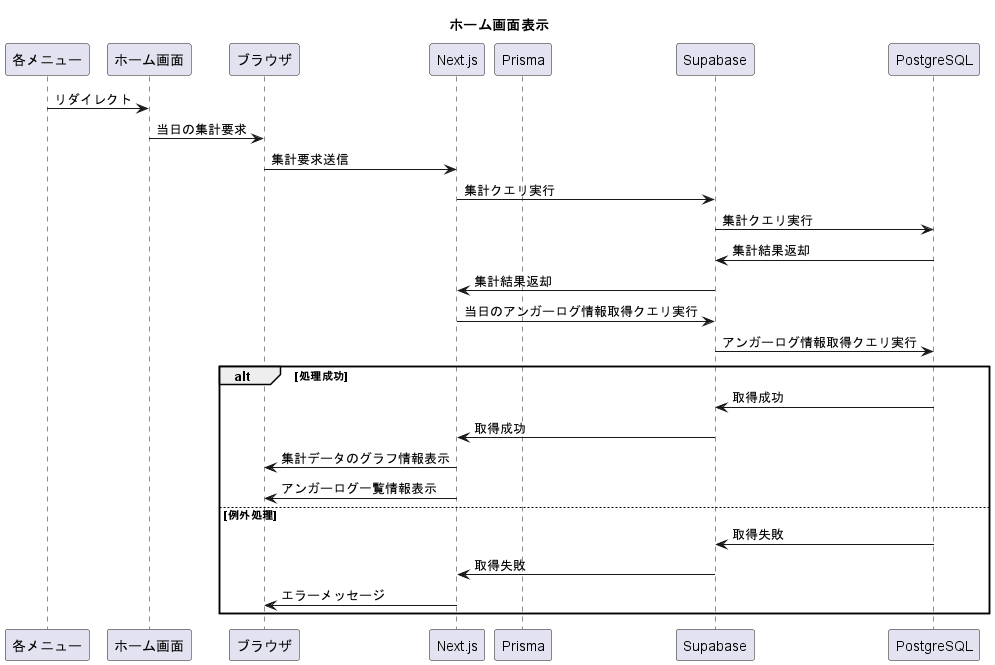 ホーム画面表示
各メニュー
ホーム画面
ブラウザ
Next.js
Prisma
Supabase
PostgreSQL
リダイレクト
当日の集計要求
集計要求送信
集計クエリ実行
集計クエリ実行
集計結果返却
集計結果返却
当日のアンガーログ情報取得クエリ実行
アンガーログ情報取得クエリ実行
alt
[処理成功]
取得成功
取得成功
集計データのグラフ情報表示
アンガーログ一覧情報表示
[例外処理]
取得失敗
取得失敗
エラーメッセージ
各メニュー
ホーム画面
ブラウザ
Next.js
Prisma
Supabase
PostgreSQL